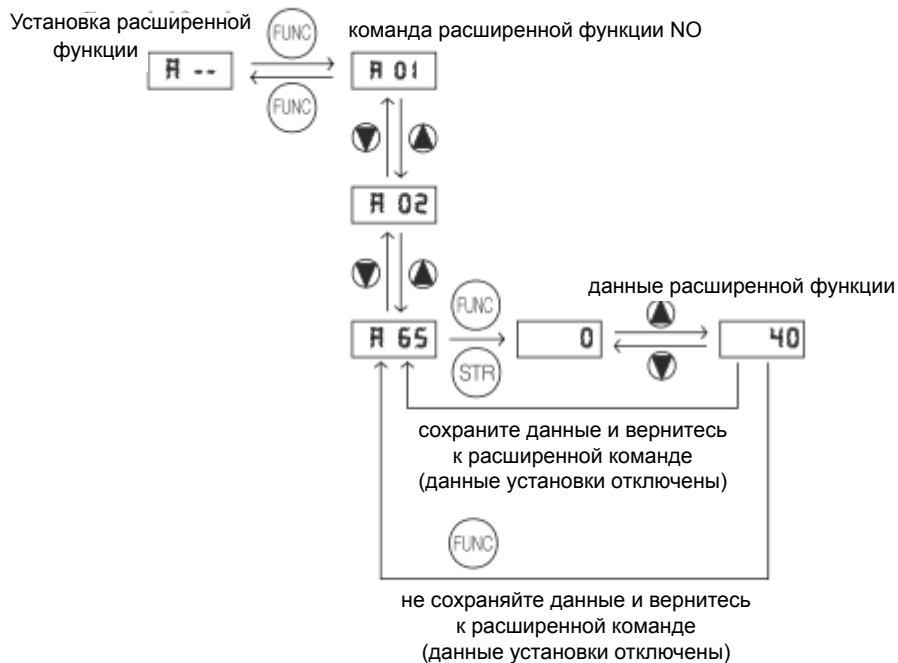 Установка расширенной
функции
FUNC
команда расширенной функции NO
A --
A 01
FUNC
A 02
данные расширенной функции
FUNC
A 65
0
40
STR
сохраните данные и вернитесь
к расширенной команде
(данные установки отключены)
FUNC
не сохраняйте данные и вернитесь
к расширенной команде
(данные установки отключены)